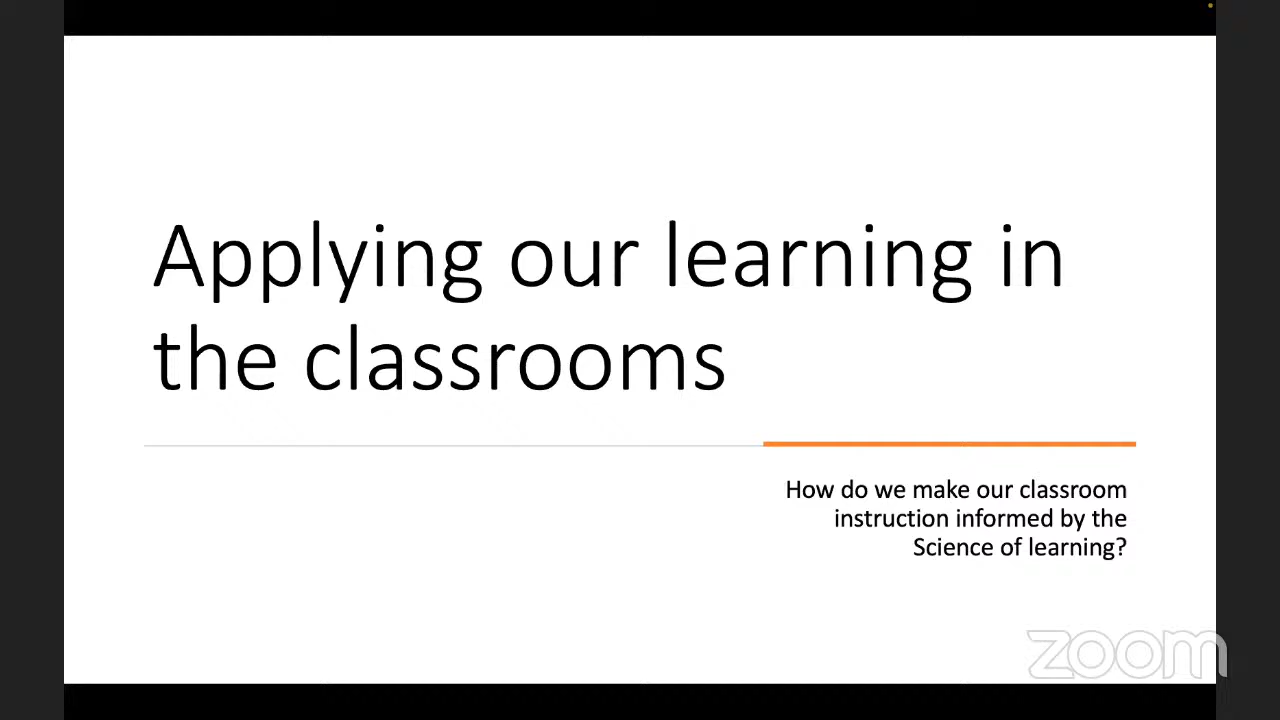 Applying our learning in
the classrooms
How do we make our classroom
instruction informed by the
Science of learning?
zoom